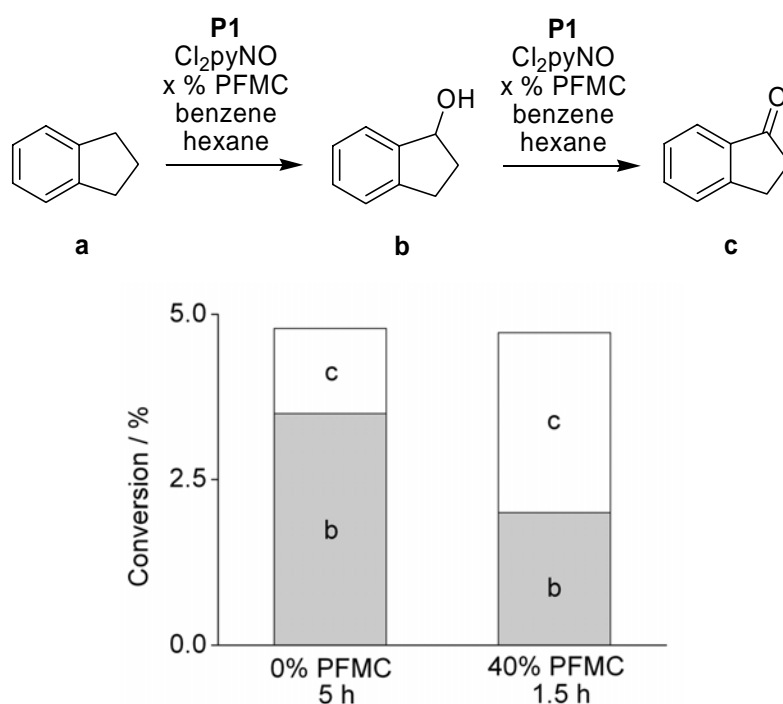 P1
Cl₂pyNO
x % PFMC
benzene
hexane
P1
Cl₂pyNO
x % PFMC
benzene
hexane
OH
O
a
b
c
5.0
c
c
Conversion / %
2.5
b
b
0.0
0% PFMC
5 h
40% PFMC
1.5 h